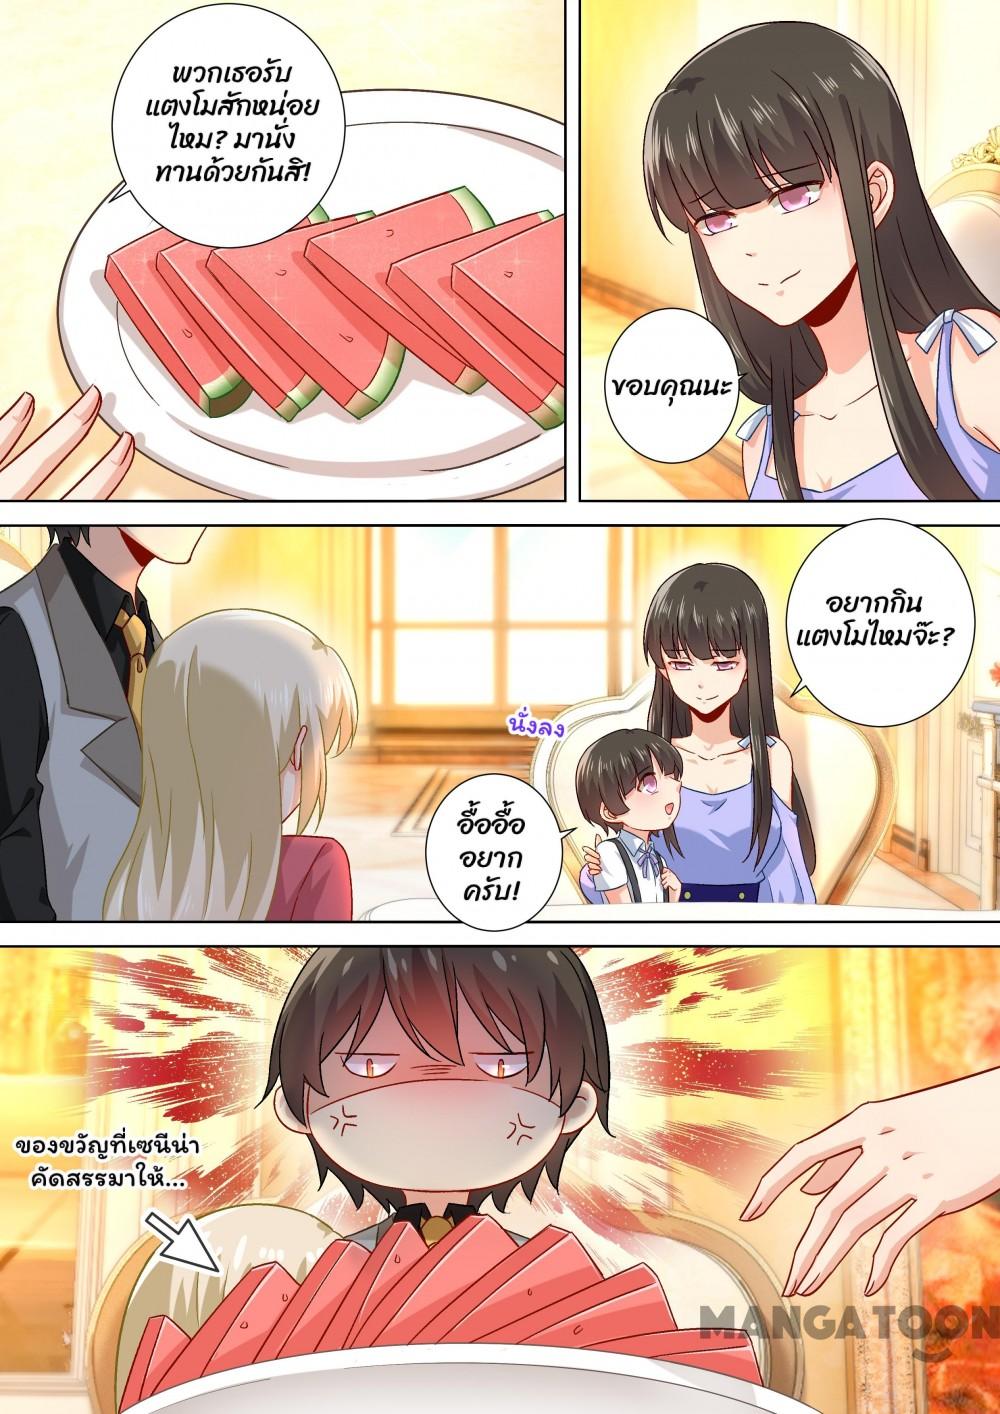 พวกเธอรับ
แตงโมสักหน่อย
ไหม? มานั่ง
ทานด้วยกันสิ!
ขอบคุณนะ
อยากกิน
แตงโมไหมจ๊ะ?
นั่งลง
อื้ออื้อ
อยาก
ครับ!
ของขวัญที่เซนีน่า
คัดสรรมาให้...
MANGATOON